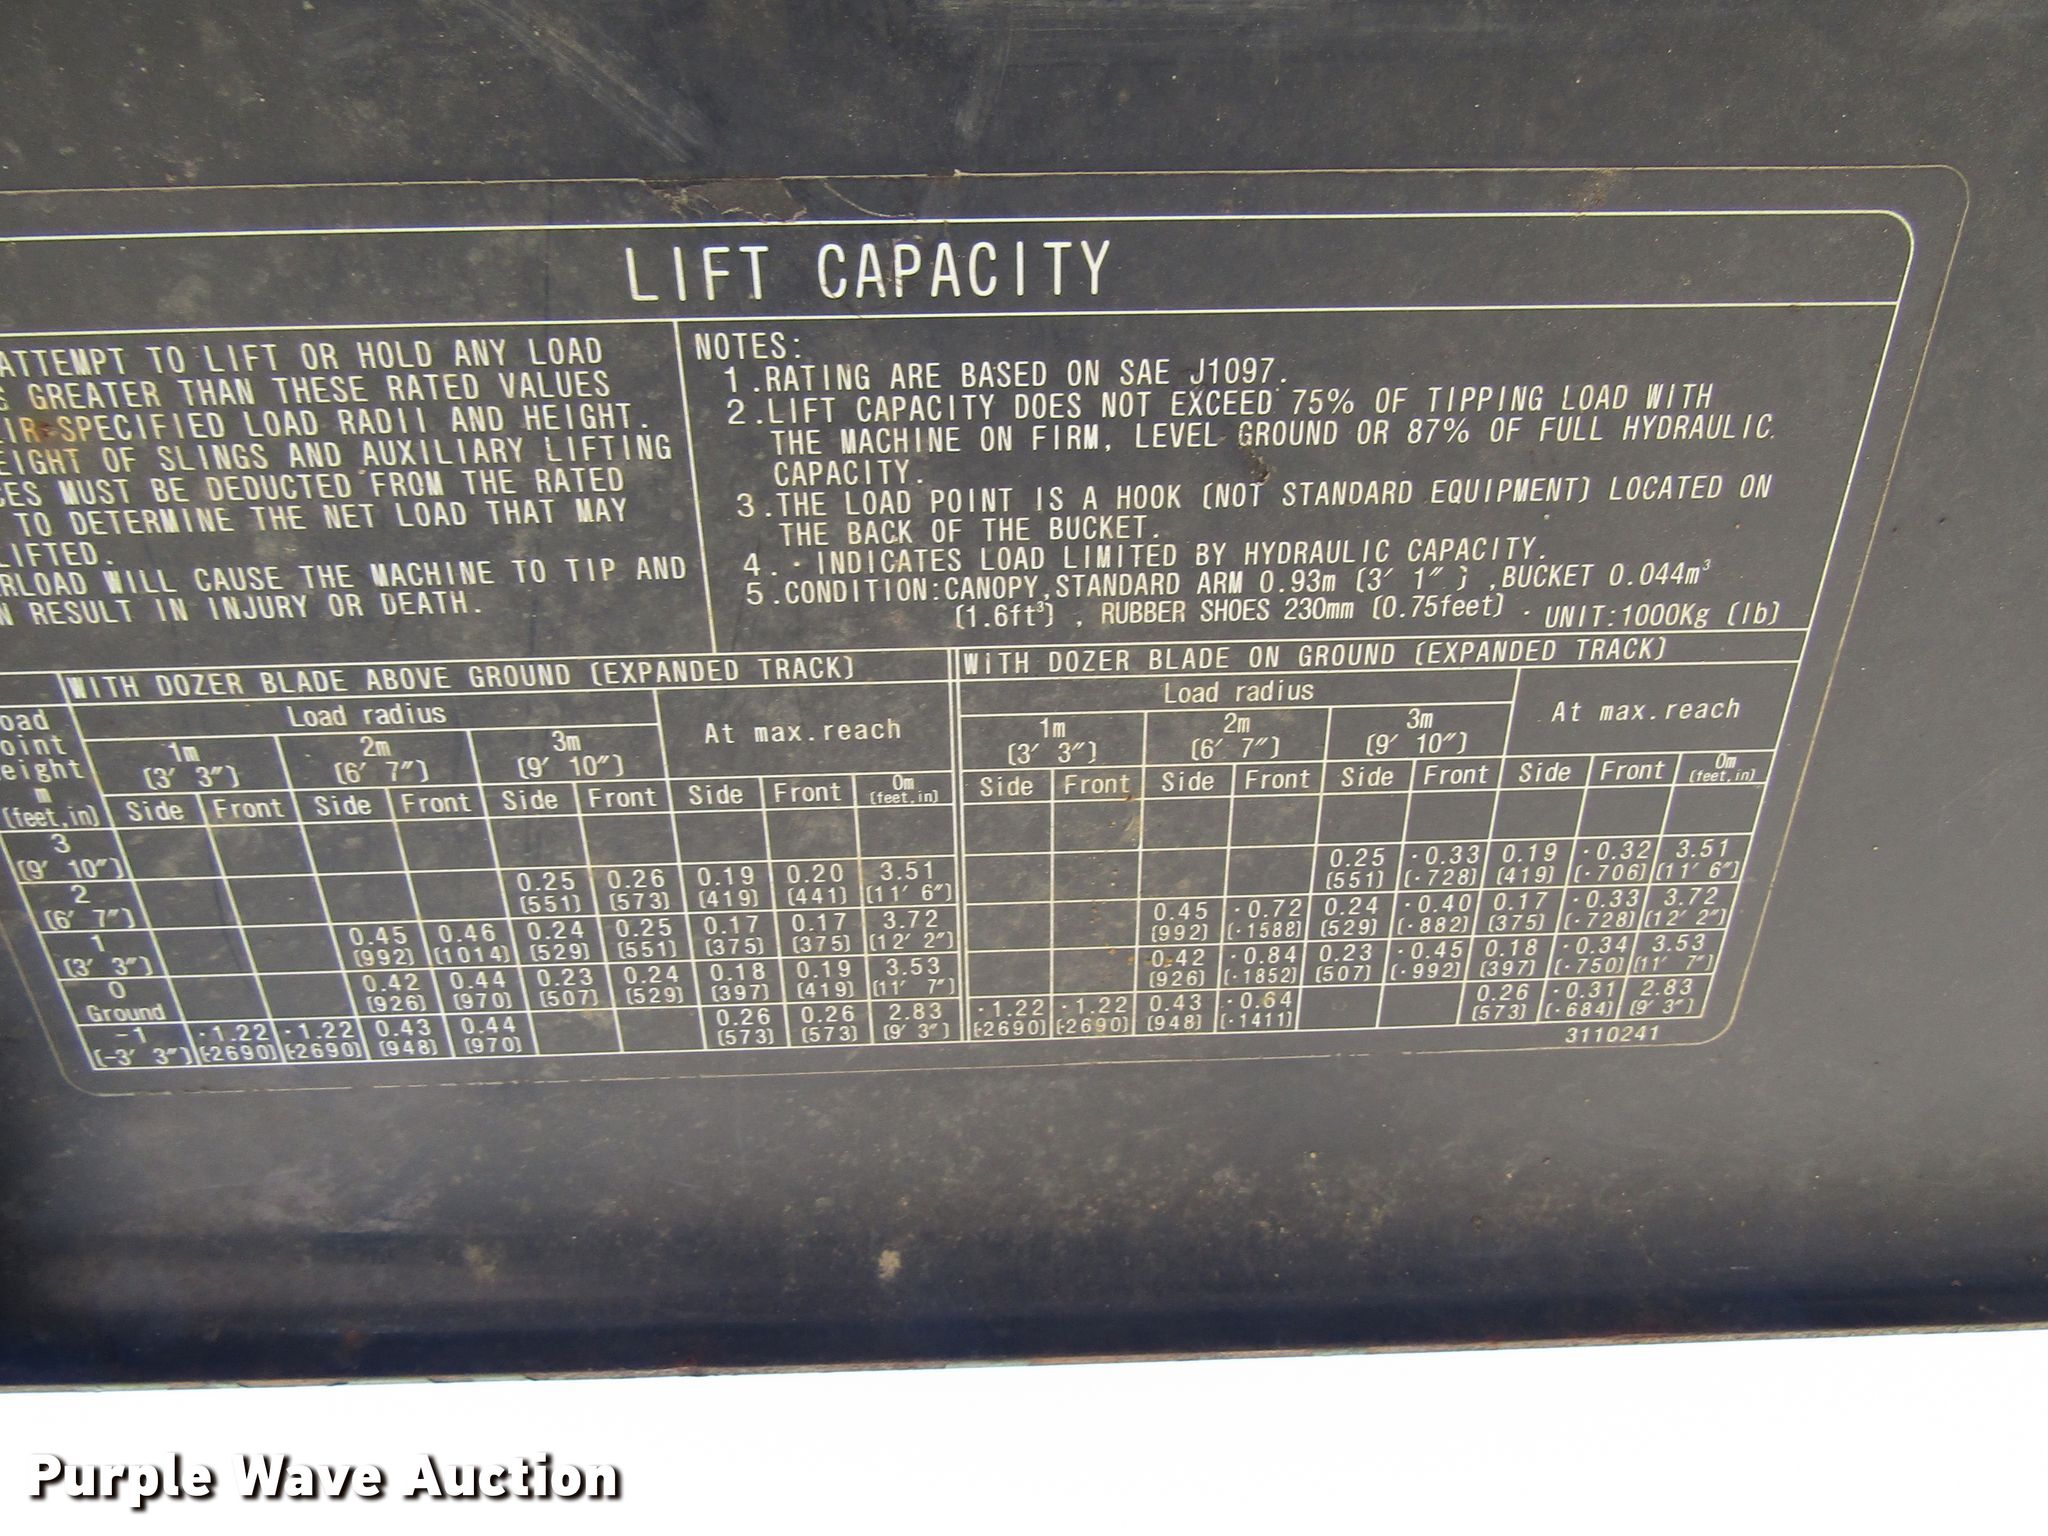 LIFT CAPACITY
ATTEMPT TO LIFT OR HOLD ANY LOAD
GREATER THAN THESE RATED VALUES
SPECIFIED LOAD RADII AND HEIGHT.
EIGHT OF SLINGS AND AUXILIARY LIFTING
CES MUST BE DEDUCTED FROM THE RATED
TO DETERMINE THE NET LOAD THAT MAY
LIFTED.
RLOAD WILL CAUSE THE MACHINE TO TIP AND
N RESULT IN INJURY OR DEATH.
NOTES:
1.RATING ARE BASED ON SAE J1097.
2.LIFT CAPACITY DOES NOT EXCEED 75% OF TIPPING LOAD WITH
THE MACHINE ON FIRM, LEVEL GROUND OR 87% OF FULL HYDRAULIC
CAPACITY.
3.THE LOAD POINT IS A HOOK (NOT STANDARD EQUIPMENT) LOCATED ON
THE BACK OF THE BUCKET.
4.· INDICATES LOAD LIMITED BY HYDRAULIC CAPACITY.
5.CONDITION:CANOPY,STANDARD ARM 0.93m (3′ 1″),BUCKET 0.044m³
(1.6ft³), RUBBER SHOES 230mm (0.75feet). UNIT:1000Kg (lb)
WITH DOZER BLADE ABOVE GROUND (EXPANDED TRACK) WITH DOZER BLADE ON GROUND (EXPANDED TRACK)
oad Load radius At max.reach Load radius At max.reach
oint 1m 2m 3m 1m 2m 3m
eight (3′ 3″) (6′ 7″) (9′ 10″) (3′ 3″) (6′ 7″) (9′ 10″)
m Side Front Side Front Side Front Side Front 0m Side Front Side Front Side Front Side Front 0m
(feet,in) (feet,in) (feet,in)
3
(9′ 10″)
2 0.25 0.26 0.19 0.20 3.51 0.25 ·0.33 0.19 ·0.32 3.51
(6′ 7″) (551) (573) (419) (441) (11′ 6″) (551) (·728) (419) (·706) (11′ 6″)
1 0.45 0.46 0.24 0.25 0.17 0.17 3.72 0.45 ·0.72 0.24 ·0.40 0.17 ·0.33 3.72
(3′ 3″) (992) (1014) (529) (551) (375) (375) (12′ 2″) (992) (·1588) (529) (·882) (375) (·728) (12′ 2″)
0 0.42 0.44 0.23 0.24 0.18 0.19 3.53 0.42 ·0.84 0.23 ·0.45 0.18 ·0.34 3.53
Ground (926) (970) (507) (529) (397) (419) (11′ 7″) (926) (·1852) (507) (·992) (397) (·750) (11′ 7″)
-1 ·1.22 ·1.22 0.43 0.44 0.26 0.26 2.83 ·1.22 ·1.22 0.43 ·0.64 0.26 ·0.31 2.83
(-3′ 3″) (·2690) (·2690) (948) (970) (573) (573) (9′ 3″) (·2690) (·2690) (948) (·1411) (573) (·684) (9′ 3″)
3110241
Purple Wave Auction